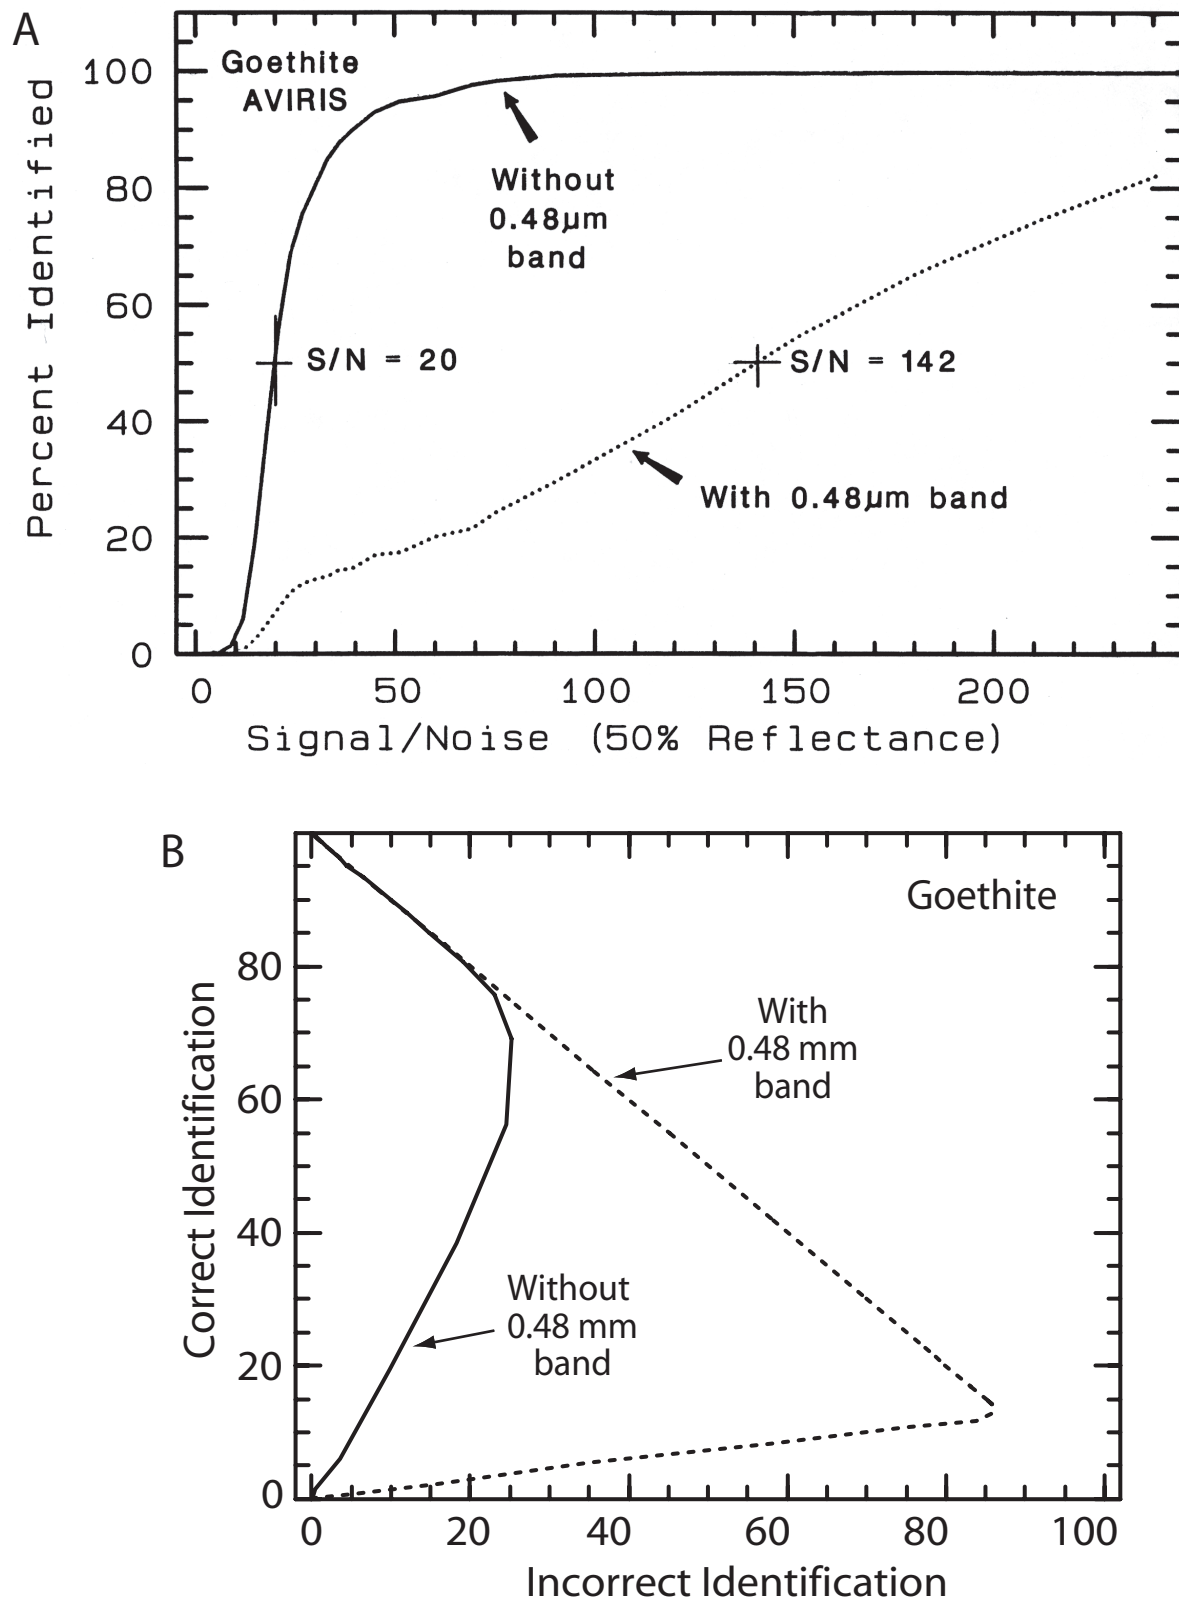 A
Goethite
AVIRIS
Percent Identified
100
80
60
40
20
0
Without
0.48µm
band
S/N = 20
S/N = 142
With 0.48µm band
0
50
100
150
200
Signal/Noise (50% Reflectance)
B
Goethite
Correct Identification
80
60
40
20
0
With
0.48 mm
band
Without
0.48 mm
band
0
20
40
60
80
100
Incorrect Identification